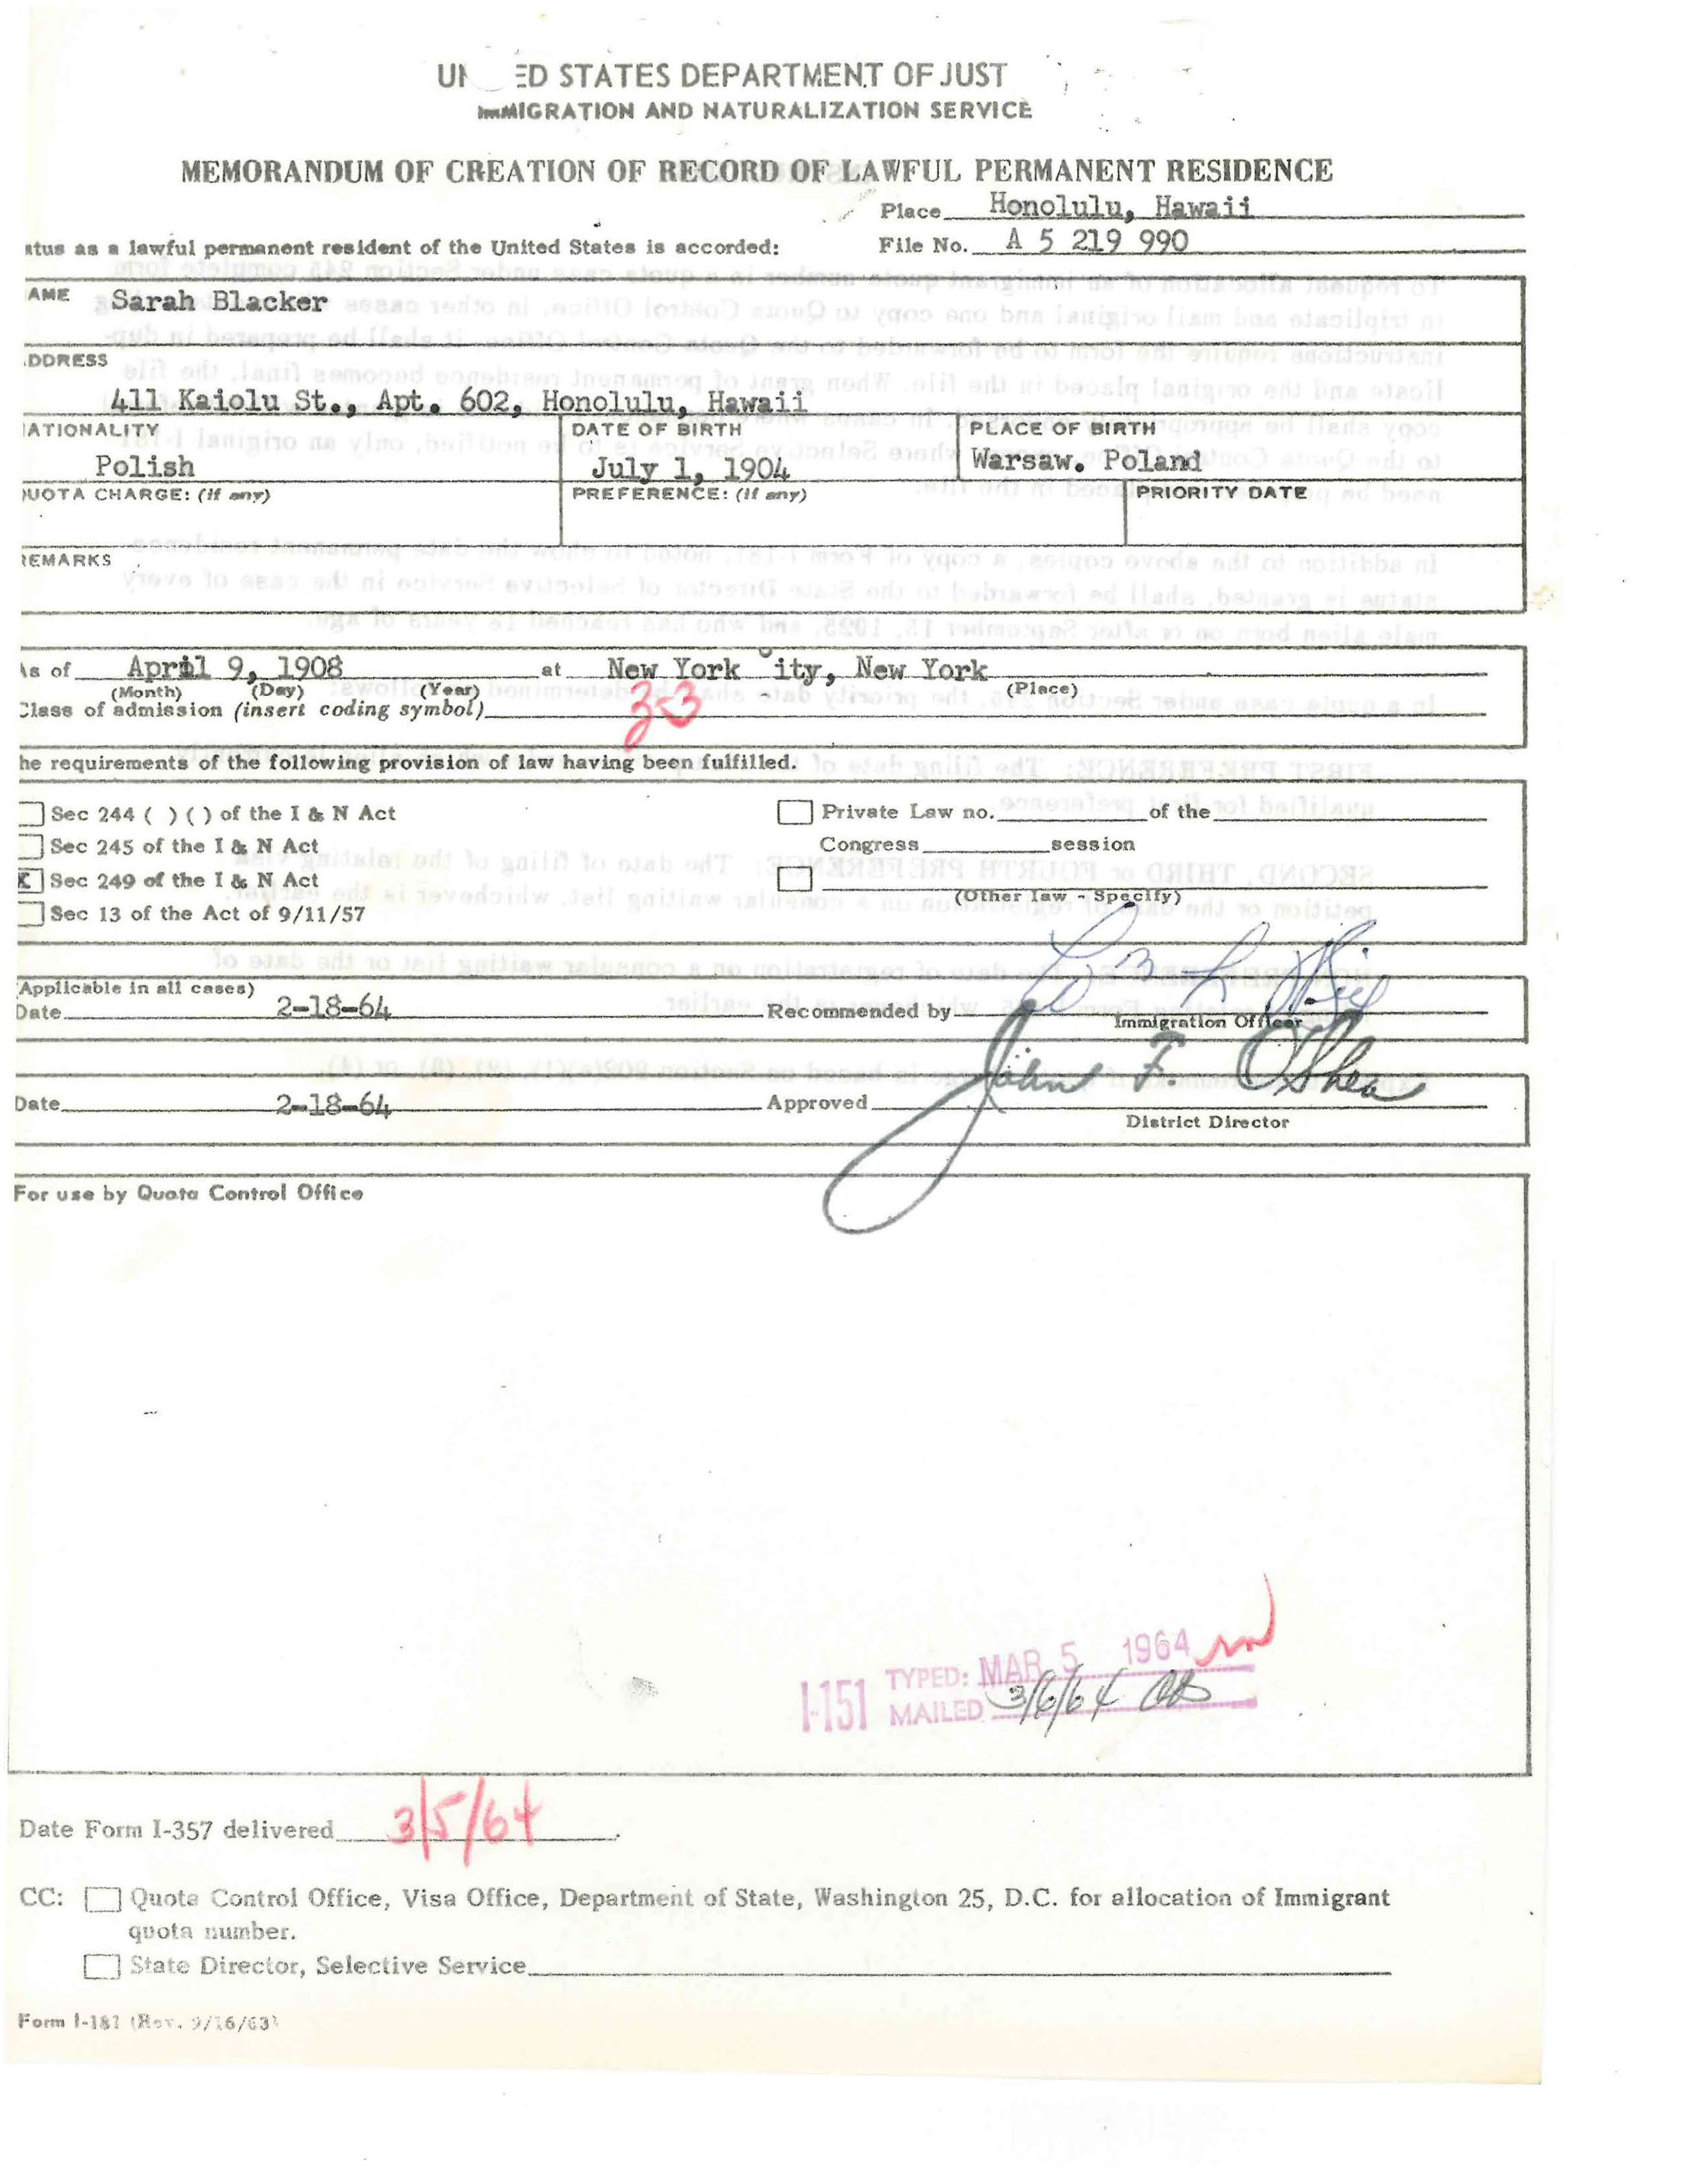 UN ED STATES DEPARTMENT OF JUST
IMMIGRATION AND NATURALIZATION SERVICE
MEMORANDUM OF CREATION OF RECORD OF LAWFUL PERMANENT RESIDENCE
Place Honolulu, Hawaii
atus as a lawful permanent resident of the United States is accorded: File No. A 5 219 990
AME Sarah Blacker
DDRESS
411 Kaiolu St., Apt. 602, Honolulu, Hawaii
ATIONALITY DATE OF BIRTH PLACE OF BIRTH
Polish July 1, 1904 Warsaw. Poland
UOTA CHARGE: (if any) PREFERENCE: (if any) PRIORITY DATE
REMARKS
As of April 9, 1908 at New York City, New York
(Month) (Day) (Year) (Place)
Class of admission (insert coding symbol)
he requirements of the following provision of law having been fulfilled.
Sec 244 ( ) ( ) of the I & N Act Private Law no. of the
Sec 245 of the I & N Act Congress session
X Sec 249 of the I & N Act
(Other law - Specify)
Sec 13 of the Act of 9/11/57
(Applicable in all cases)
Date 2-18-64 Recommended by
Immigration Officer
John F. O'Shea
Date 2-18-64 Approved
District Director
For use by Quota Control Office
I-151 TYPED: MAR 5 1964
MAILED 3/6/64
Date Form I-357 delivered 3/5/64
CC: Quota Control Office, Visa Office, Department of State, Washington 25, D.C. for allocation of Immigrant
quota number.
State Director, Selective Service
Form I-181 (Rev. 9/16/63)